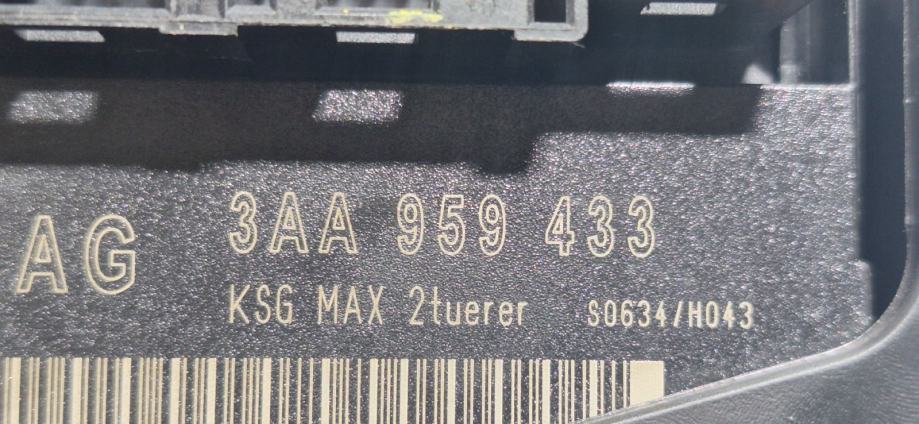 AG 3AA 959 433
KSG MAX 2tuerer S0634/H043